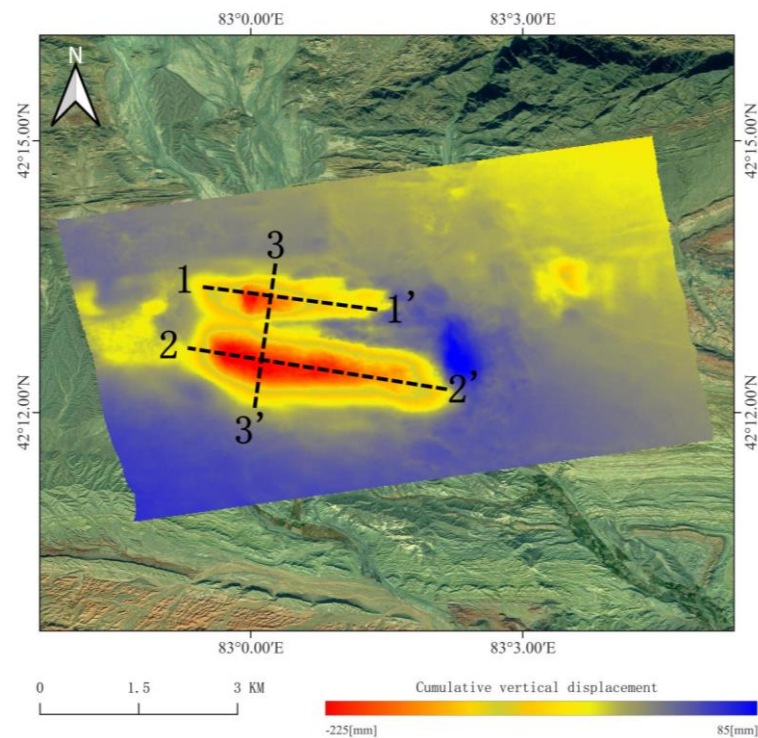 83°0.00′E 83°3.00′E
N
42°15.00′N 42°15.00′N
3
1 1’
2 2’
3’
42°12.00′N 42°12.00′N
83°0.00′E 83°3.00′E
0 1.5 3 KM
Cumulative vertical displacement
-225[mm] 85[mm]